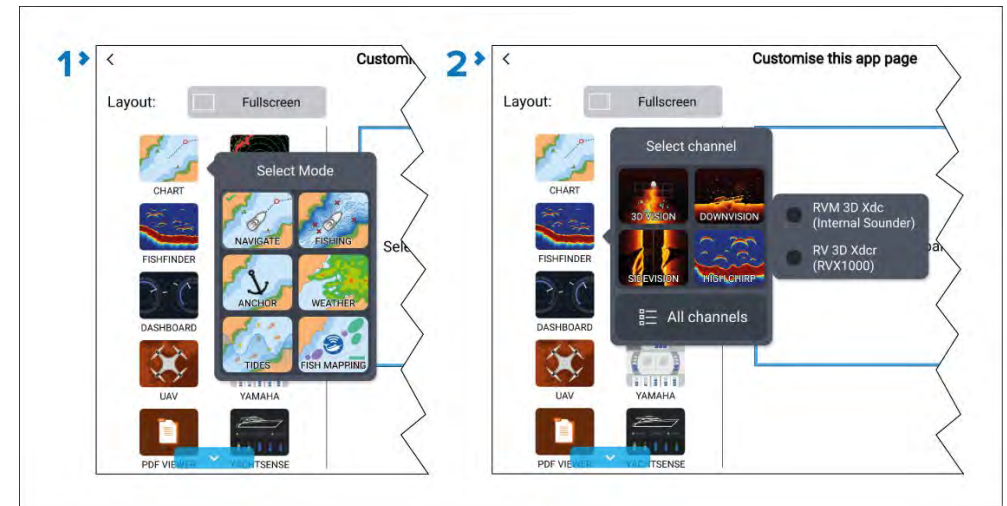 1
<
Custom
Layout:
Fullscreen
CHART
Select Mode
NAVIGATE
FISHING
FISHFINDER
Sele
ANCHOR
WEATHER
DASHBOARD
TIDES
FISH MAPPING
UAV
YAMAHA
PDF VIEWER
YACHTSENSE
2
<
Customise this app page
Layout:
Fullscreen
CHART
Select channel
3D VISION
DOWNVISION
RVM 3D Xdc
(Internal Sounder)
FISHFINDER
RV 3D Xdcr
(RVX1000)
SIDEVISION
HIGH CHIRP
DASHBOARD
All channels
UAV
YAMAHA
PDF VIEWER
YACHTSENSE